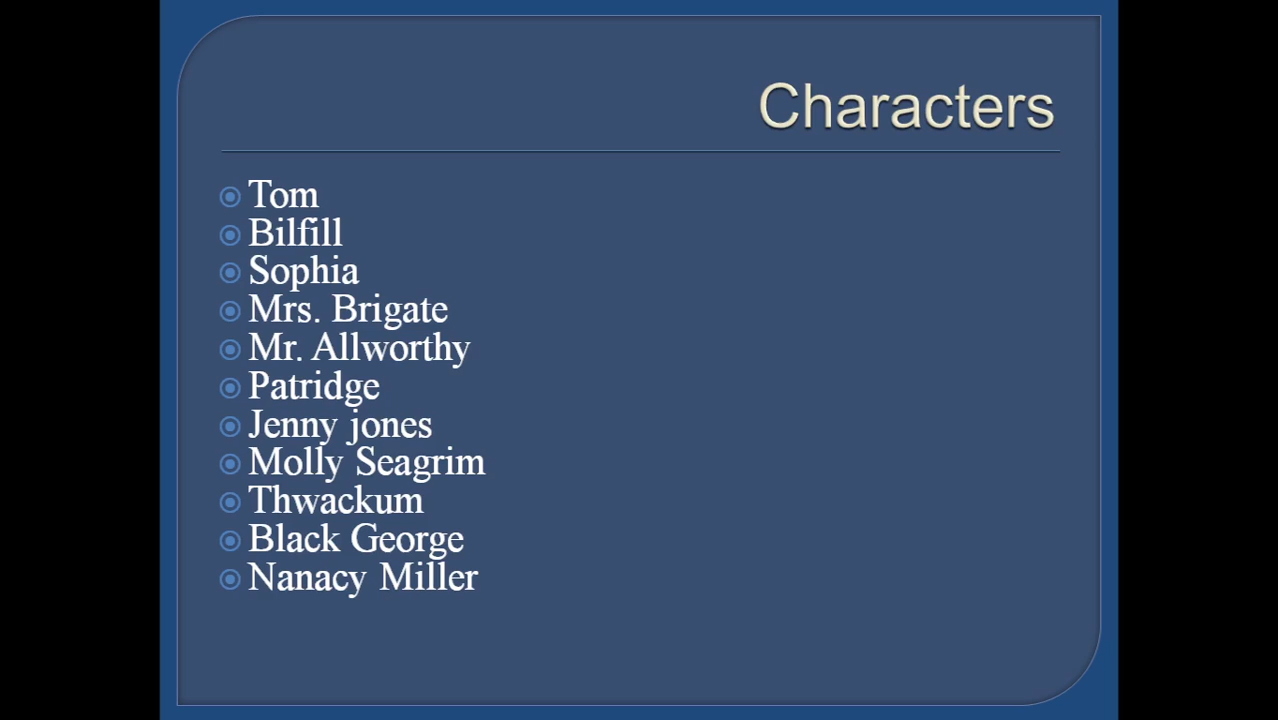 Characters
Tom
Bilfill
Sophia
Mrs. Brigate
Mr. Allworthy
Patridge
Jenny jones
Molly Seagrim
Thwackum
Black George
Nanacy Miller